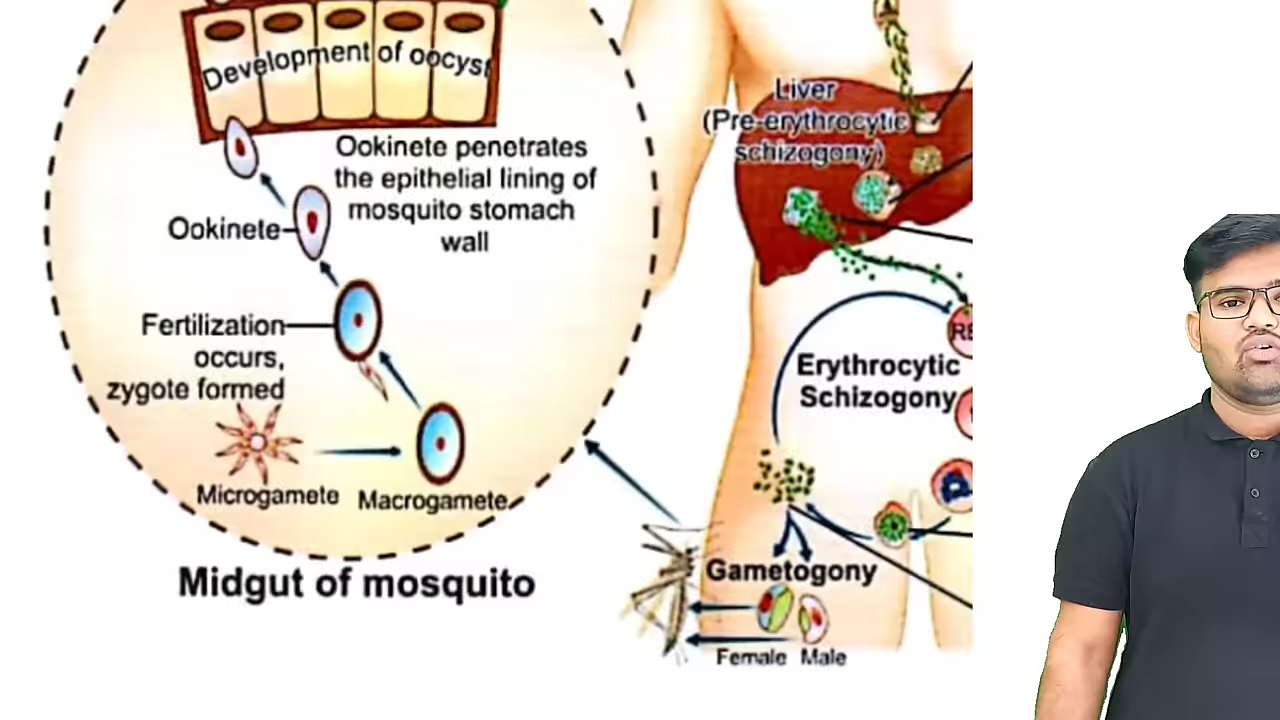 Development of oocyst
Ookinete penetrates
the epithelial lining of
mosquito stomach
wall
Ookinete
Fertilization
occurs,
zygote formed
Microgamete
Macrogamete
Midgut of mosquito
Liver
(Pre-erythrocytic
schizogony)
Erythrocytic
Schizogony
Gametogony
Female
Male